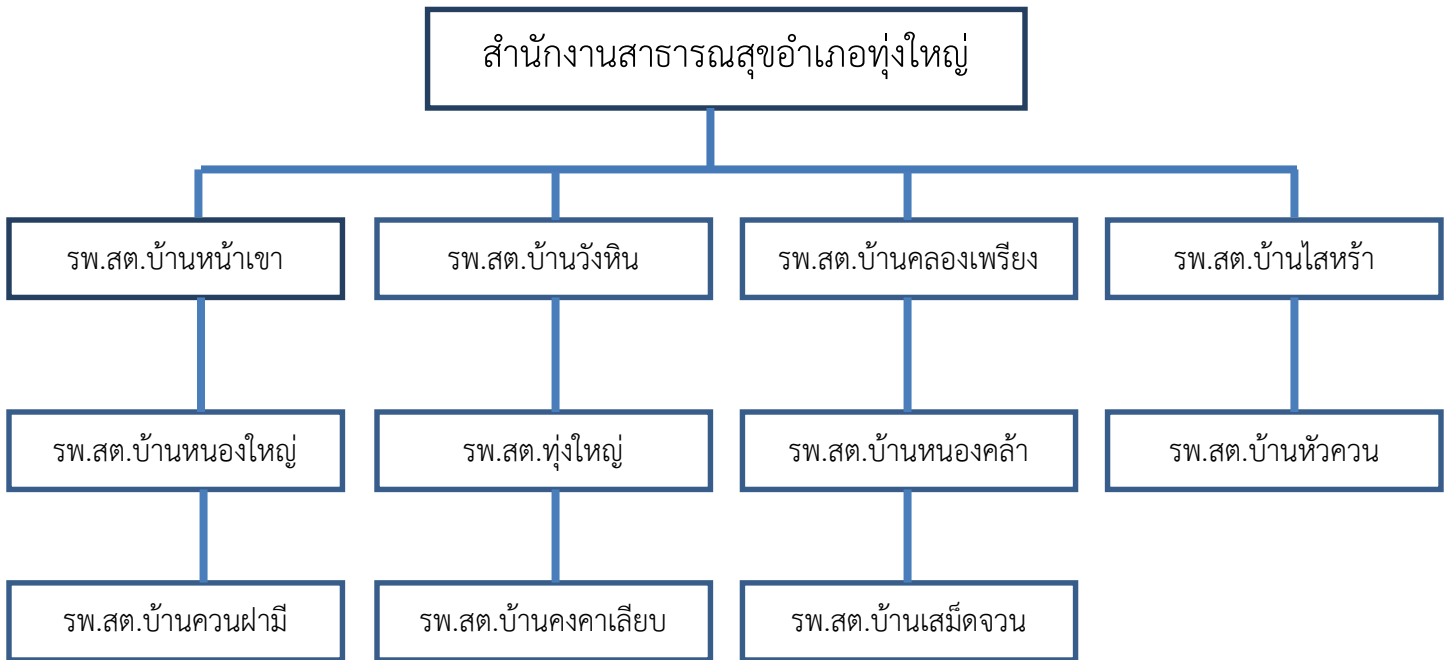 สำนักงานสาธารณสุขอำเภอทุ่งใหญ่
รพ.สต.บ้านหน้าเขา
รพ.สต.บ้านวังหิน
รพ.สต.บ้านคลองเพรียง
รพ.สต.บ้านไสหร้า
รพ.สต.บ้านหนองใหญ่
รพ.สต.ทุ่งใหญ่
รพ.สต.บ้านหนองคล้า
รพ.สต.บ้านหัวควน
รพ.สต.บ้านควนฝามี
รพ.สต.บ้านคงคาเลียบ
รพ.สต.บ้านเสม็ดจวน